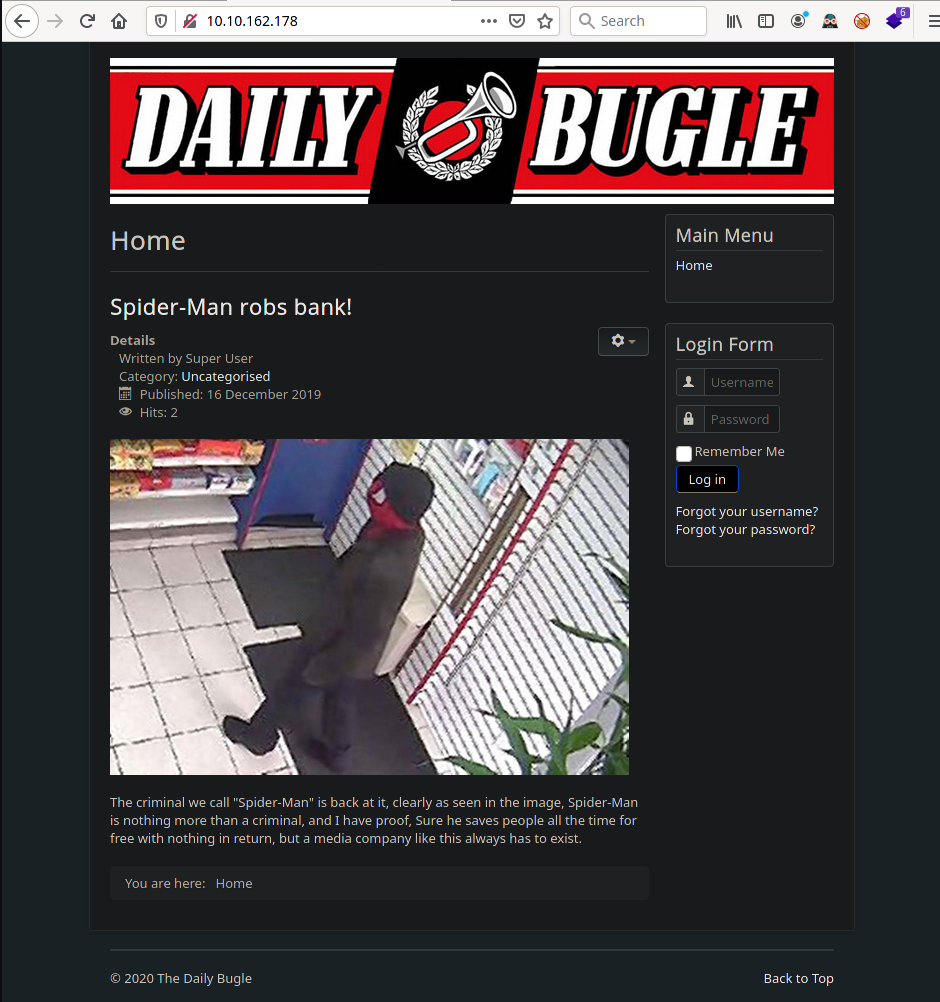 10.10.162.178
Search
6
DAILY BUGLE
Home
Spider-Man robs bank!
Details
Written by Super User
Category: Uncategorised
Published: 16 December 2019
Hits: 2
The criminal we call "Spider-Man" is back at it, clearly as seen in the image, Spider-Man
is nothing more than a criminal, and I have proof, Sure he saves people all the time for
free with nothing in return, but a media company like this always has to exist.
You are here: Home
Main Menu
Home
Login Form
Username
Password
Remember Me
Log in
Forgot your username?
Forgot your password?
© 2020 The Daily Bugle
Back to Top